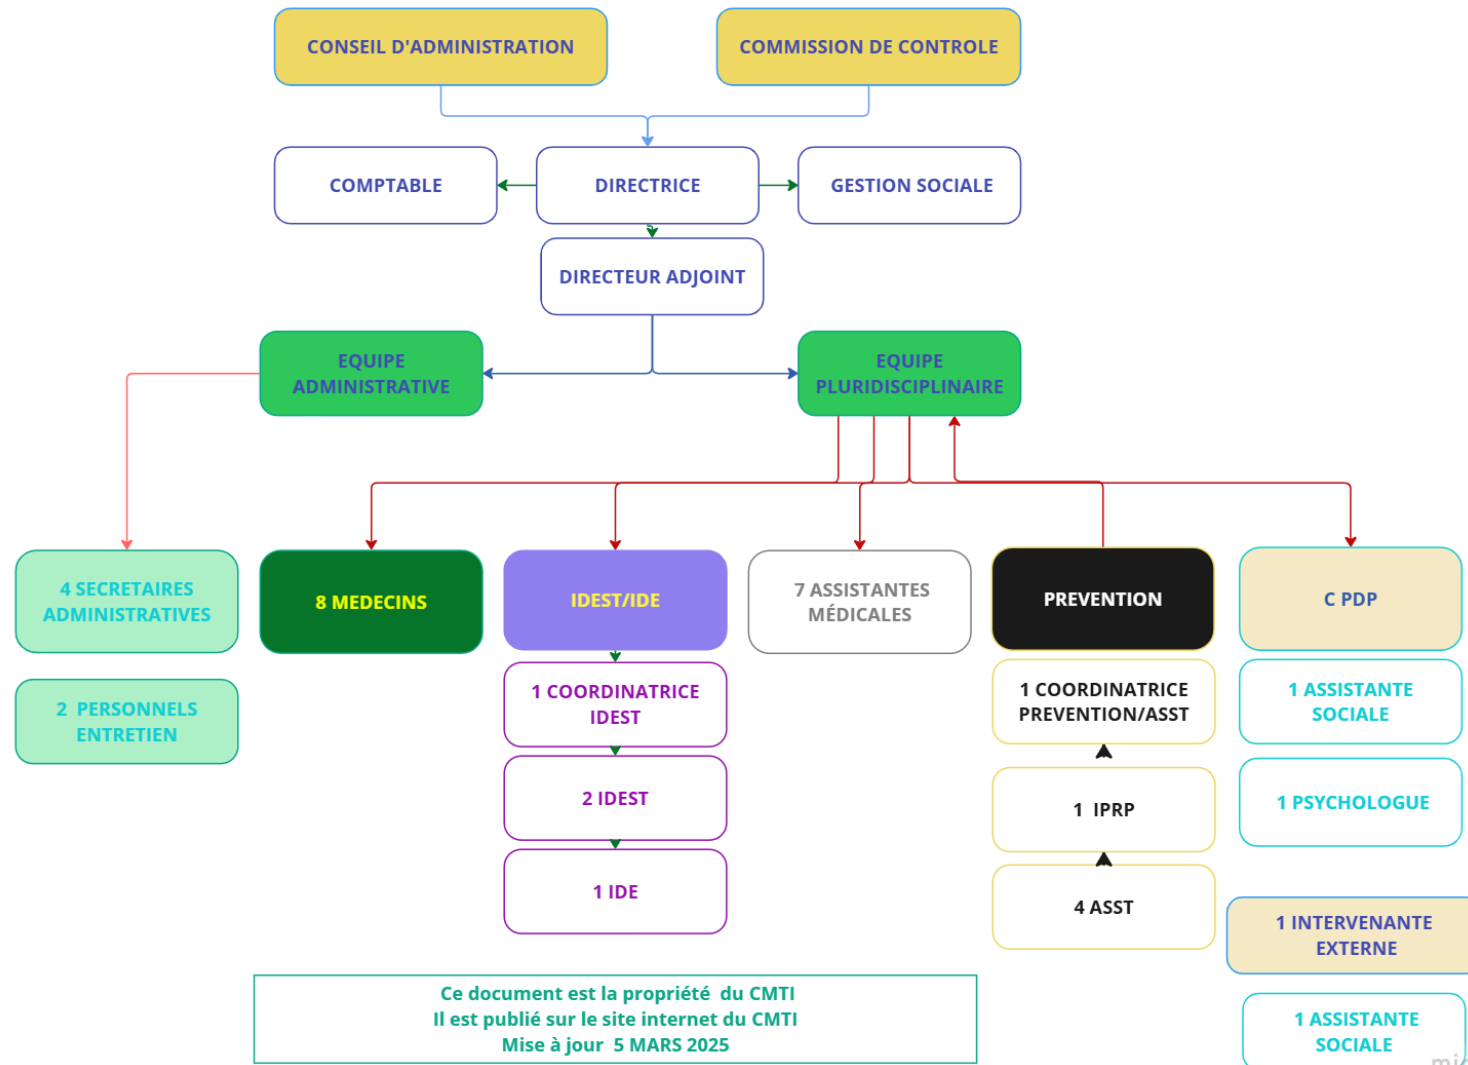 CONSEIL D'ADMINISTRATION
COMMISSION DE CONTROLE
COMPTABLE
DIRECTRICE
GESTION SOCIALE
DIRECTEUR ADJOINT
EQUIPE
ADMINISTRATIVE
EQUIPE
PLURIDISCIPLINAIRE
4 SECRETAIRES
ADMINISTRATIVES
8 MEDECINS
IDEST/IDE
7 ASSISTANTES
MÉDICALES
PREVENTION
C PDP
2 PERSONNELS
ENTRETIEN
1 COORDINATRICE
IDEST
2 IDEST
1 IDE
1 COORDINATRICE
PREVENTION/ASST
1 IPRP
4 ASST
1 ASSISTANTE
SOCIALE
1 PSYCHOLOGUE
1 INTERVENANTE
EXTERNE
1 ASSISTANTE
SOCIALE
Ce document est la propriété du CMTI
Il est publié sur le site internet du CMTI
Mise à jour 5 MARS 2025